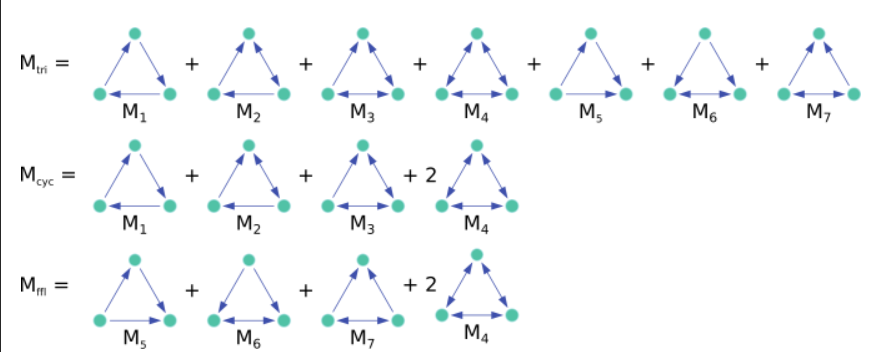 M_tri = + + + + + +
M_1 M_2 M_3 M_4 M_5 M_6 M_7
M_cyc = + + + 2
M_1 M_2 M_3 M_4
M_ffl = + + + 2
M_5 M_6 M_7 M_4